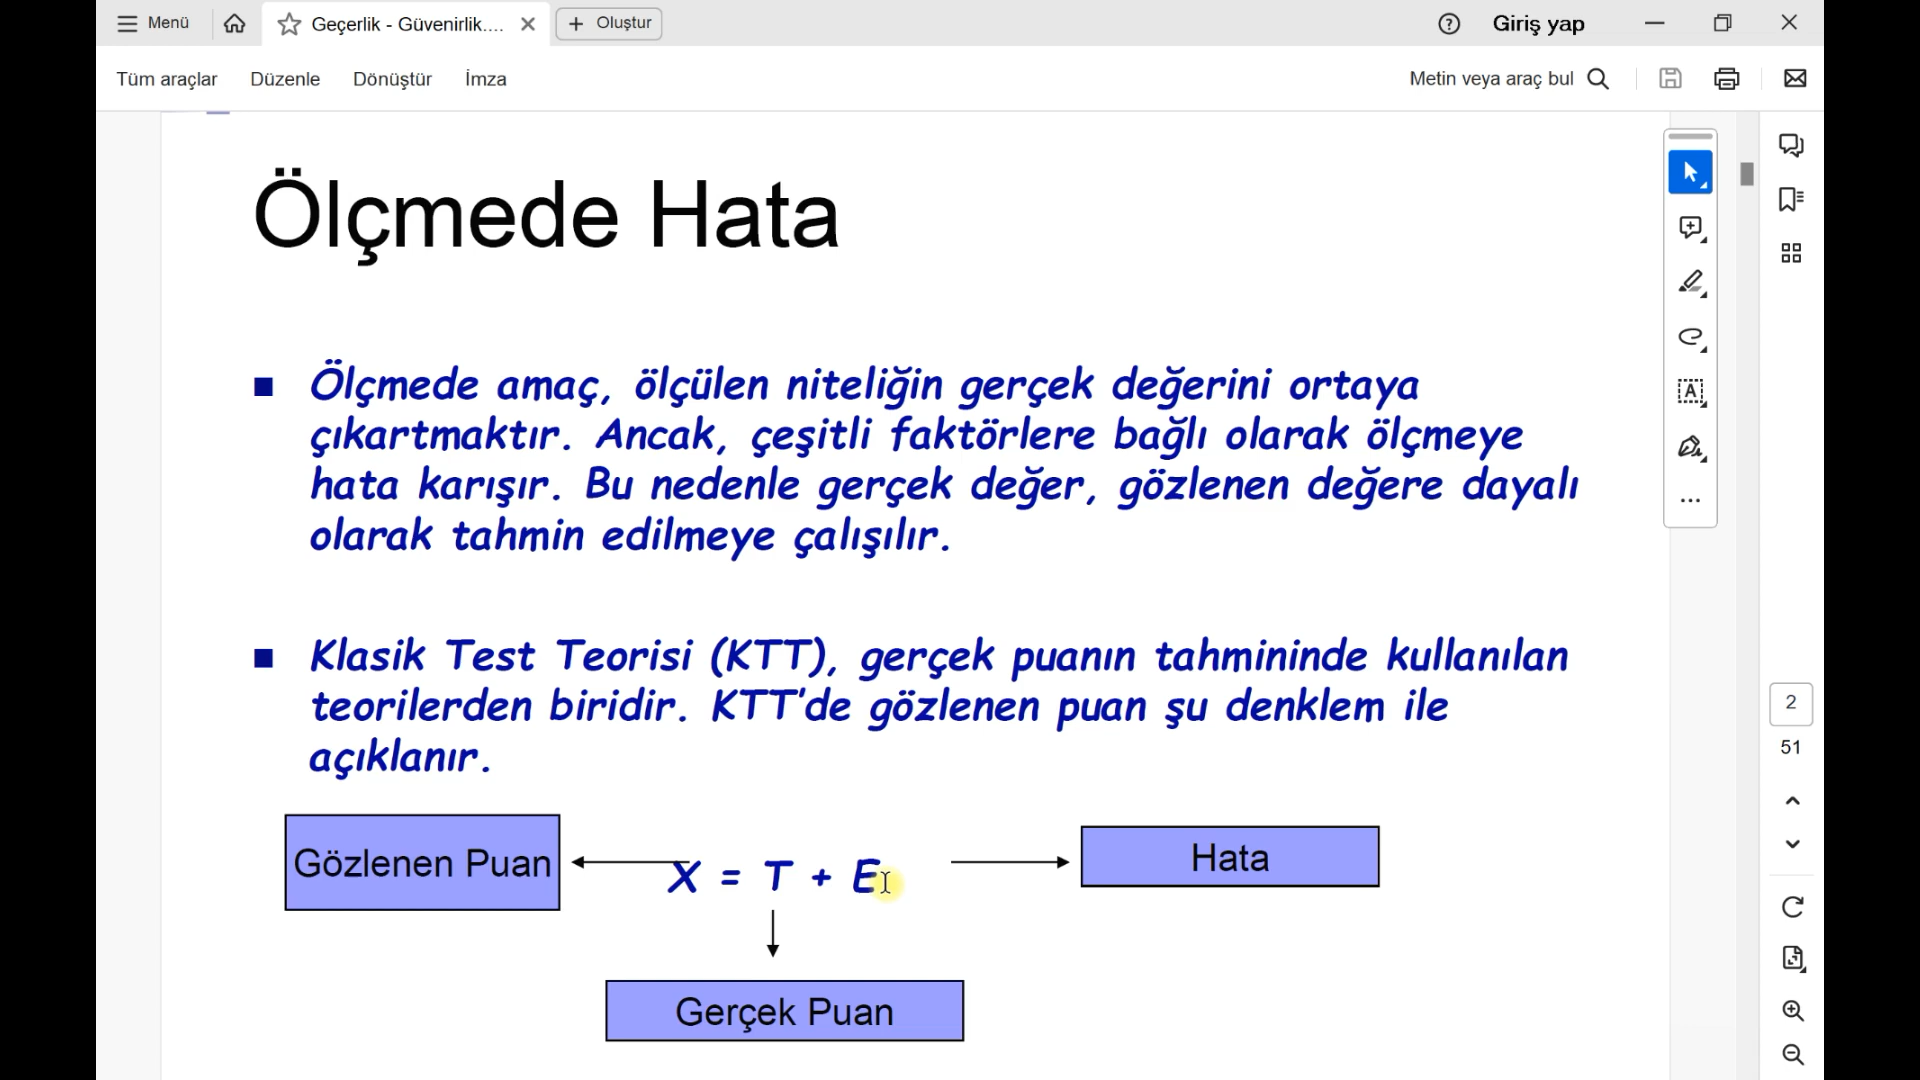 Menü
Geçerlik - Güvenirlik....
Oluştur
Giriş yap
Tüm araçlar
Düzenle
Dönüştür
İmza
Metin veya araç bul
Ölçmede Hata
Ölçmede amaç, ölçülen niteliğin gerçek değerini ortaya
çıkartmaktır. Ancak, çeşitli faktörlere bağlı olarak ölçmeye
hata karışır. Bu nedenle gerçek değer, gözlenen değere dayalı
olarak tahmin edilmeye çalışılır.
Klasik Test Teorisi (KTT), gerçek puanın tahmininde kullanılan
teorilerden biridir. KTT'de gözlenen puan şu denklem ile
açıklanır.
Gözlenen Puan
X = T + E
Hata
Gerçek Puan
2
51